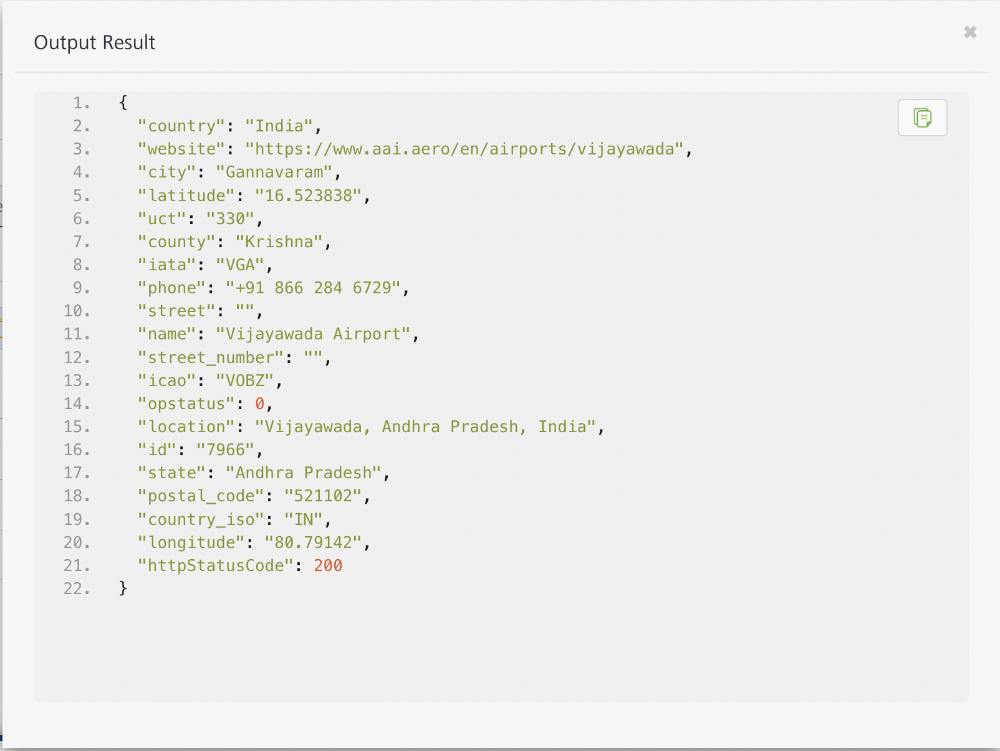 Output Result
1. {
2. "country": "India",
3. "website": "https://www.aai.aero/en/airports/vijayawada",
4. "city": "Gannavaram",
5. "latitude": "16.523838",
6. "uct": "330",
7. "county": "Krishna",
8. "iata": "VGA",
9. "phone": "+91 866 284 6729",
10. "street": "",
11. "name": "Vijayawada Airport",
12. "street_number": "",
13. "icao": "VOBZ",
14. "opstatus": 0,
15. "location": "Vijayawada, Andhra Pradesh, India",
16. "id": "7966",
17. "state": "Andhra Pradesh",
18. "postal_code": "521102",
19. "country_iso": "IN",
20. "longitude": "80.79142",
21. "httpStatusCode": 200
22. }